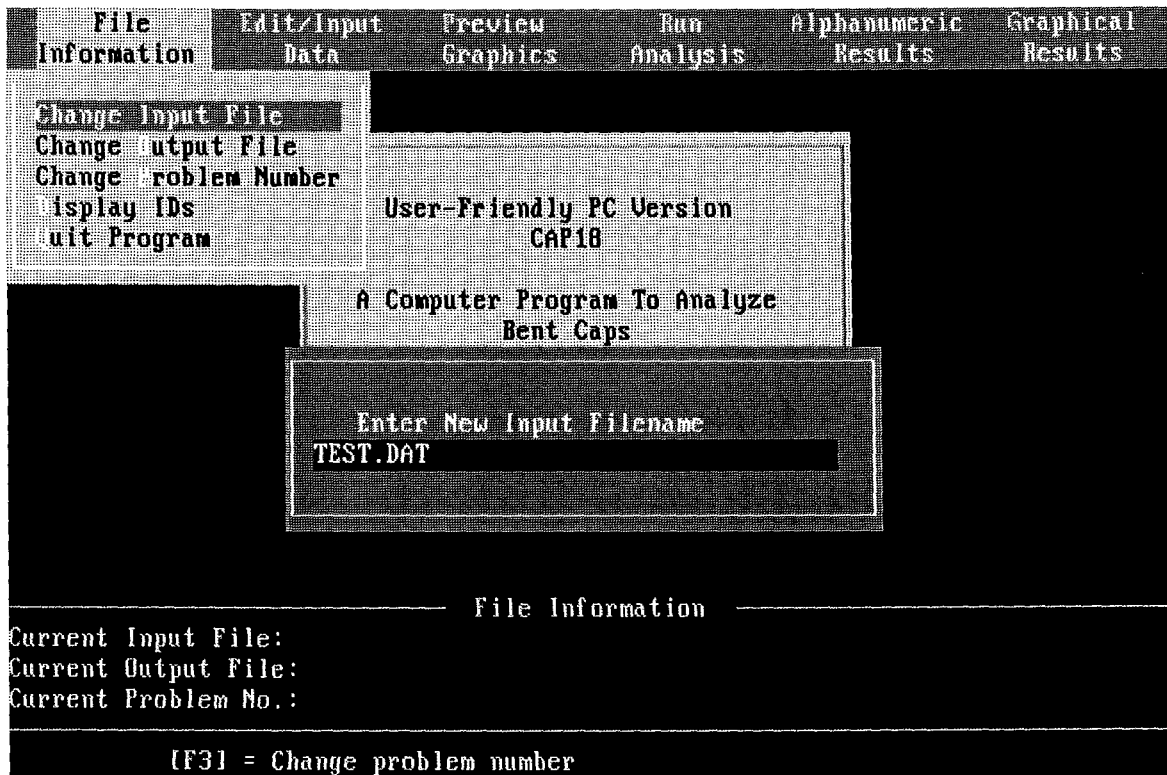 File Edit/Input Preview Run Alphanumeric Graphical
Information Data Graphics Analysis Results Results
Change Input File
Change utput File
Change roblem Number
isplay IDs
uit Program
User-Friendly PC Version
CAP18
A Computer Program To Analyze
Bent Caps
Enter New Input Filename
TEST.DAT
File Information
Current Input File:
Current Output File:
Current Problem No.:
[F3] = Change problem number